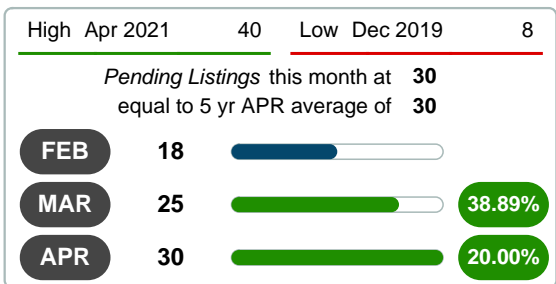 High Apr 2021 40 Low Dec 2019 8
Pending Listings this month at 30
equal to 5 yr APR average of 30
FEB 18
MAR 25 38.89%
APR 30 20.00%